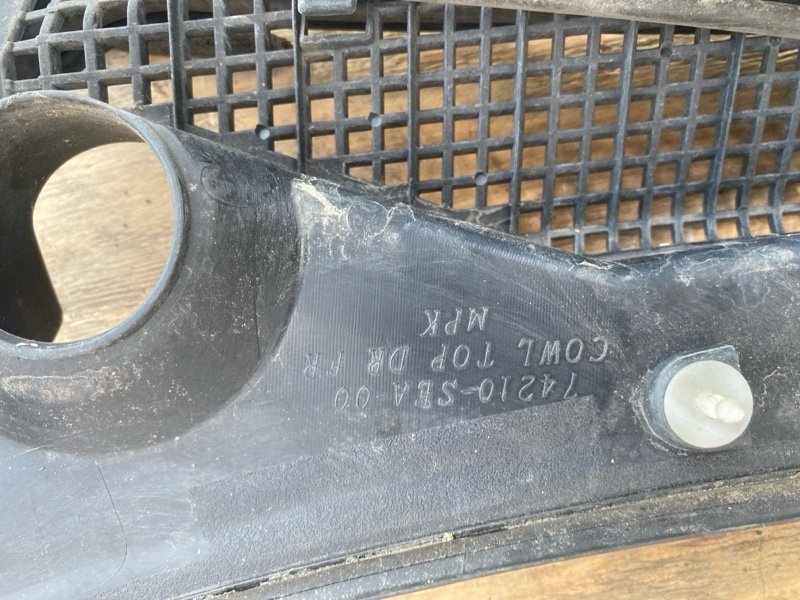 74210-SEA 00
COWL TOP DR FR
MPK